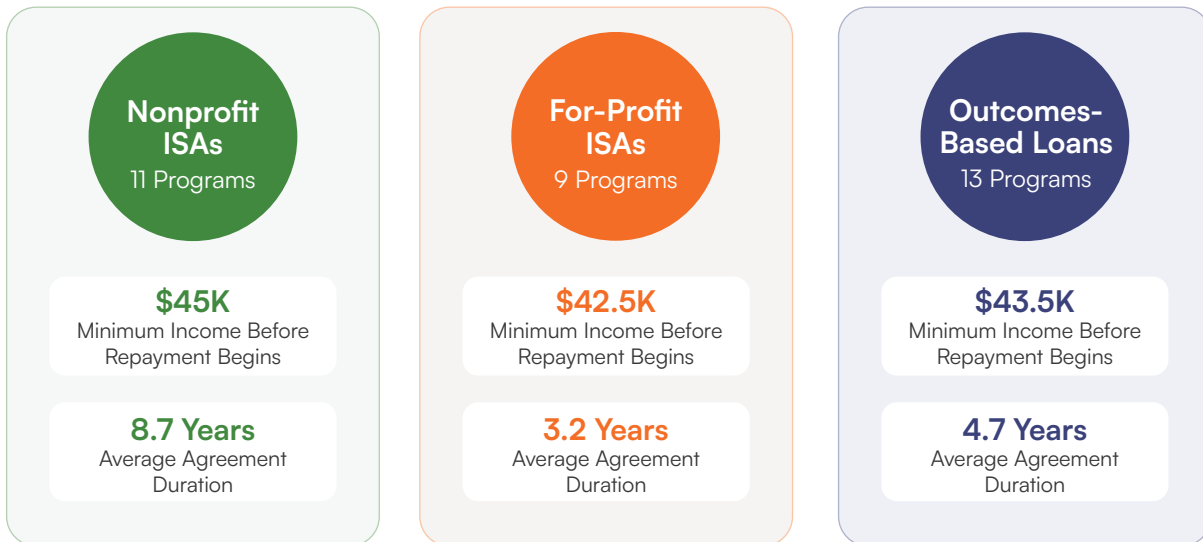 Nonprofit
ISAs
11 Programs
$45K
Minimum Income Before
Repayment Begins
8.7 Years
Average Agreement
Duration
For-Profit
ISAs
9 Programs
$42.5K
Minimum Income Before
Repayment Begins
3.2 Years
Average Agreement
Duration
Outcomes-
Based Loans
13 Programs
$43.5K
Minimum Income Before
Repayment Begins
4.7 Years
Average Agreement
Duration